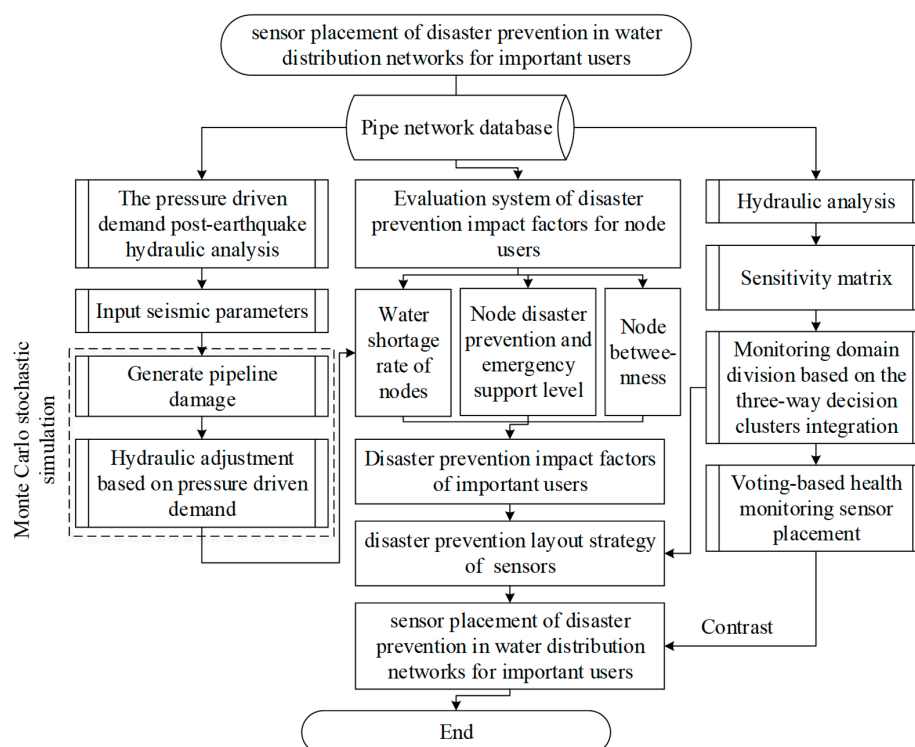 sensor placement of disaster prevention in water
distribution networks for important users
Pipe network database
The pressure driven
demand post-earthquake
hydraulic analysis
Input seismic parameters
Monte Carlo stochastic
simulation
Generate pipeline
damage
Hydraulic adjustment
based on pressure driven
demand
Evaluation system of disaster
prevention impact factors for node
users
Water
shortage
rate of
nodes
Node disaster
prevention and
emergency
support level
Node
betwee-
nness
Disaster prevention impact factors
of important users
disaster prevention layout strategy
of sensors
sensor placement of disaster
prevention in water distribution
networks for important users
End
Hydraulic analysis
Sensitivity matrix
Monitoring domain
division based on the
three-way decision
clusters integration
Voting-based health
monitoring sensor
placement
Contrast